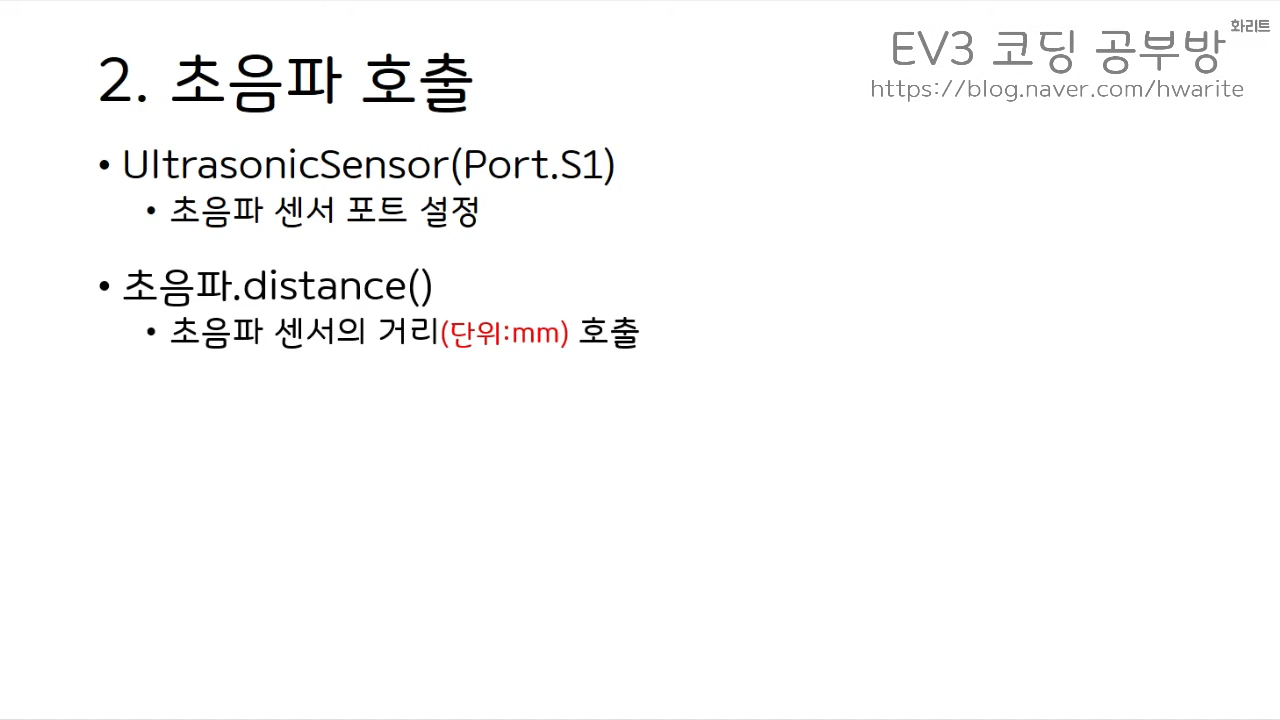 화리트
EV3 코딩 공부방
https://blog.naver.com/hwarite
2. 초음파 호출
• UltrasonicSensor(Port.S1)
• 초음파 센서 포트 설정
• 초음파.distance()
• 초음파 센서의 거리(단위:mm) 호출